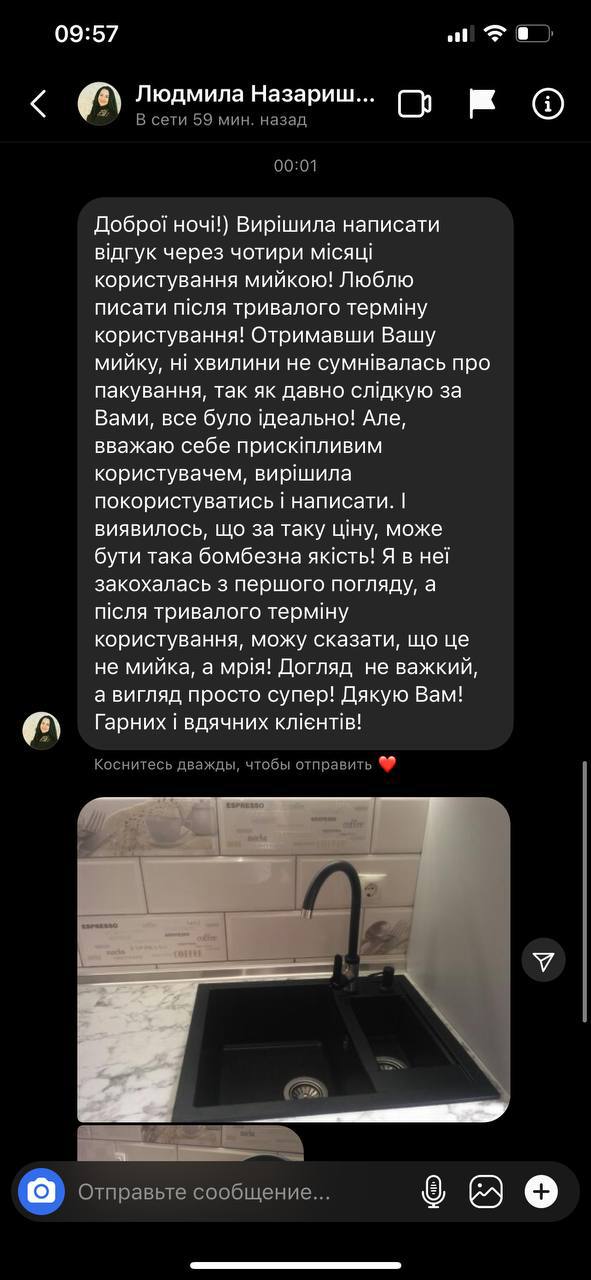 09:57
Людмила Назариш...
В сети 59 мин. назад
00:01
Доброї ночі!) Вирішила написати
відгук через чотири місяці
користування мийкою! Люблю
писати після тривалого терміну
користування! Отримавши Вашу
мийку, ні хвилини не сумнівалась про
пакування, так як давно слідкую за
Вами, все було ідеально! Але,
вважаю себе прискіпливим
користувачем, вирішила
покористуватись і написати. І
виявилось, що за таку ціну, може
бути така бомбезна якість! Я в неї
закохалась з першого погляду, а
після тривалого терміну
користування, можу сказати, що це
не мийка, а мрія! Догляд  не важкий,
а вигляд просто супер! Дякую Вам!
Гарних і вдячних клієнтів!
Коснитесь дважды, чтобы отправить ❤️
ESPRESSO
coffee
ESPRESSO
coffee
Отправьте сообщение...